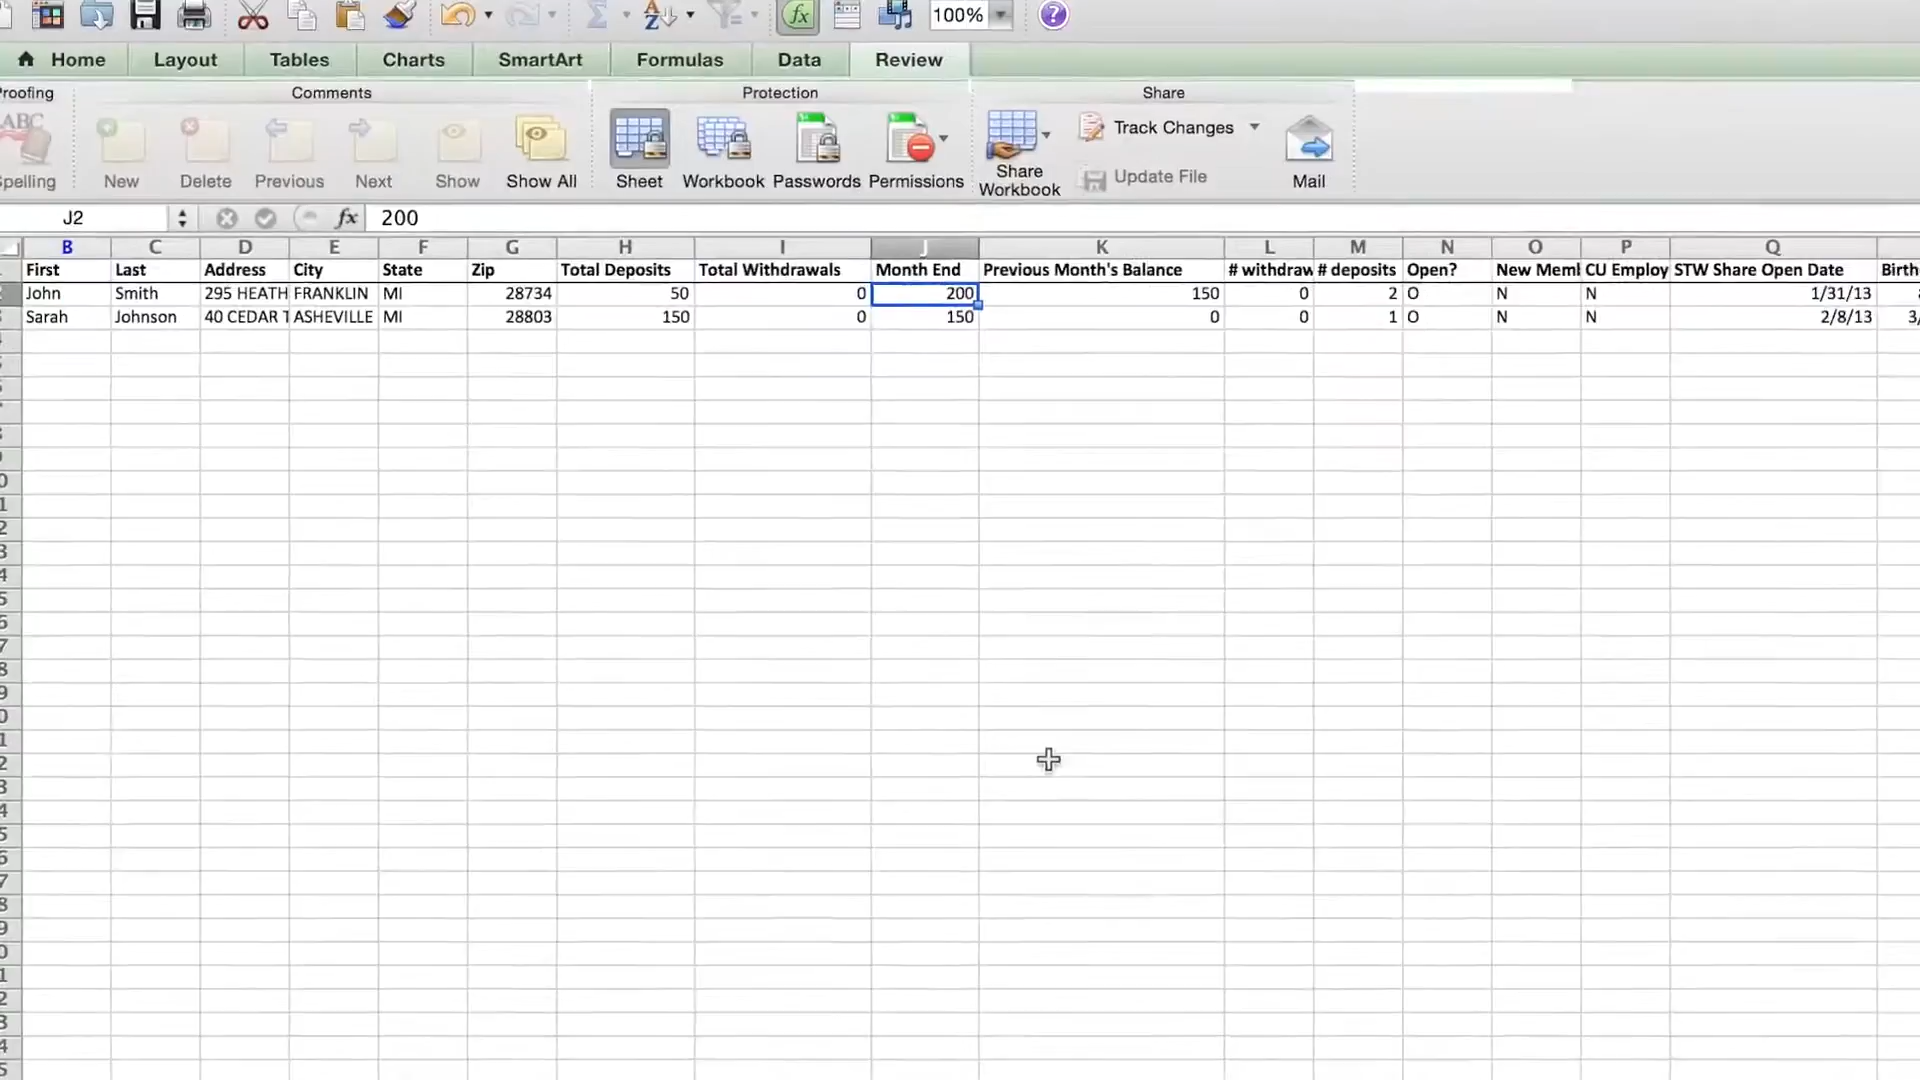 100%
Home Layout Tables Charts SmartArt Formulas Data Review
Proofing Comments Protection Share
ABC
Spelling New Delete Previous Next Show Show All Sheet Workbook Passwords Permissions Share Workbook Track Changes Update File Mail
J2 fx 200
B C D E F G H I J K L M N O P Q
First Last Address City State Zip Total Deposits Total Withdrawals Month End Previous Month's Balance # withdraw # deposits Open? New Meml CU Employ STW Share Open Date Birth
John Smith 295 HEATH FRANKLIN MI 28734 50 0 200 150 0 2 O N N 1/31/13
Sarah Johnson 40 CEDAR T ASHEVILLE MI 28803 150 0 150 0 0 1 O N N 2/8/13 3/